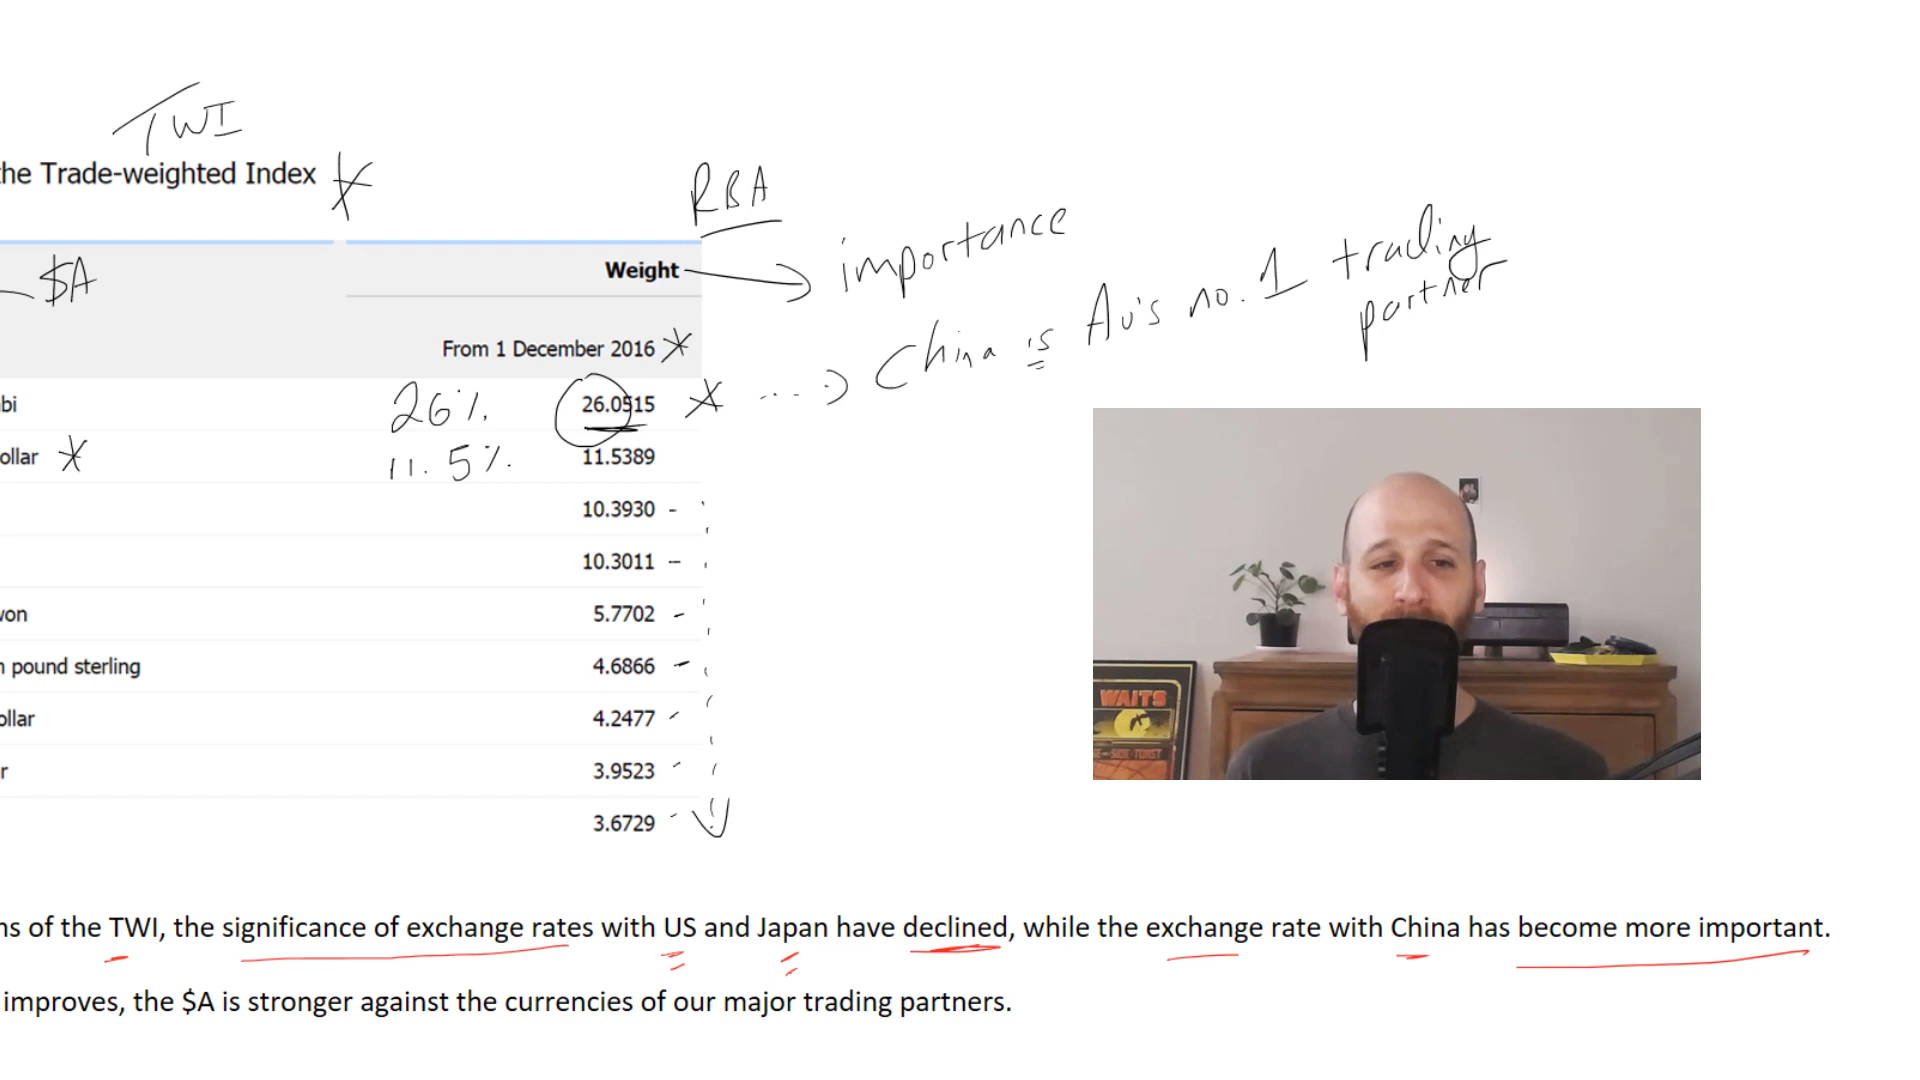 TWI
the Trade-weighted Index
RBA
importance
$A
Weight
China is Au's no. 1 trading
partner
From 1 December 2016
bi 26% 26.0515
ollar 11.5% 11.5389
10.3930
10.3011
von 5.7702
n pound sterling 4.6866
ollar 4.2477
r 3.9523
3.6729
WAITS
ns of the TWI, the significance of exchange rates with US and Japan have declined, while the exchange rate with China has become more important.
improves, the $A is stronger against the currencies of our major trading partners.